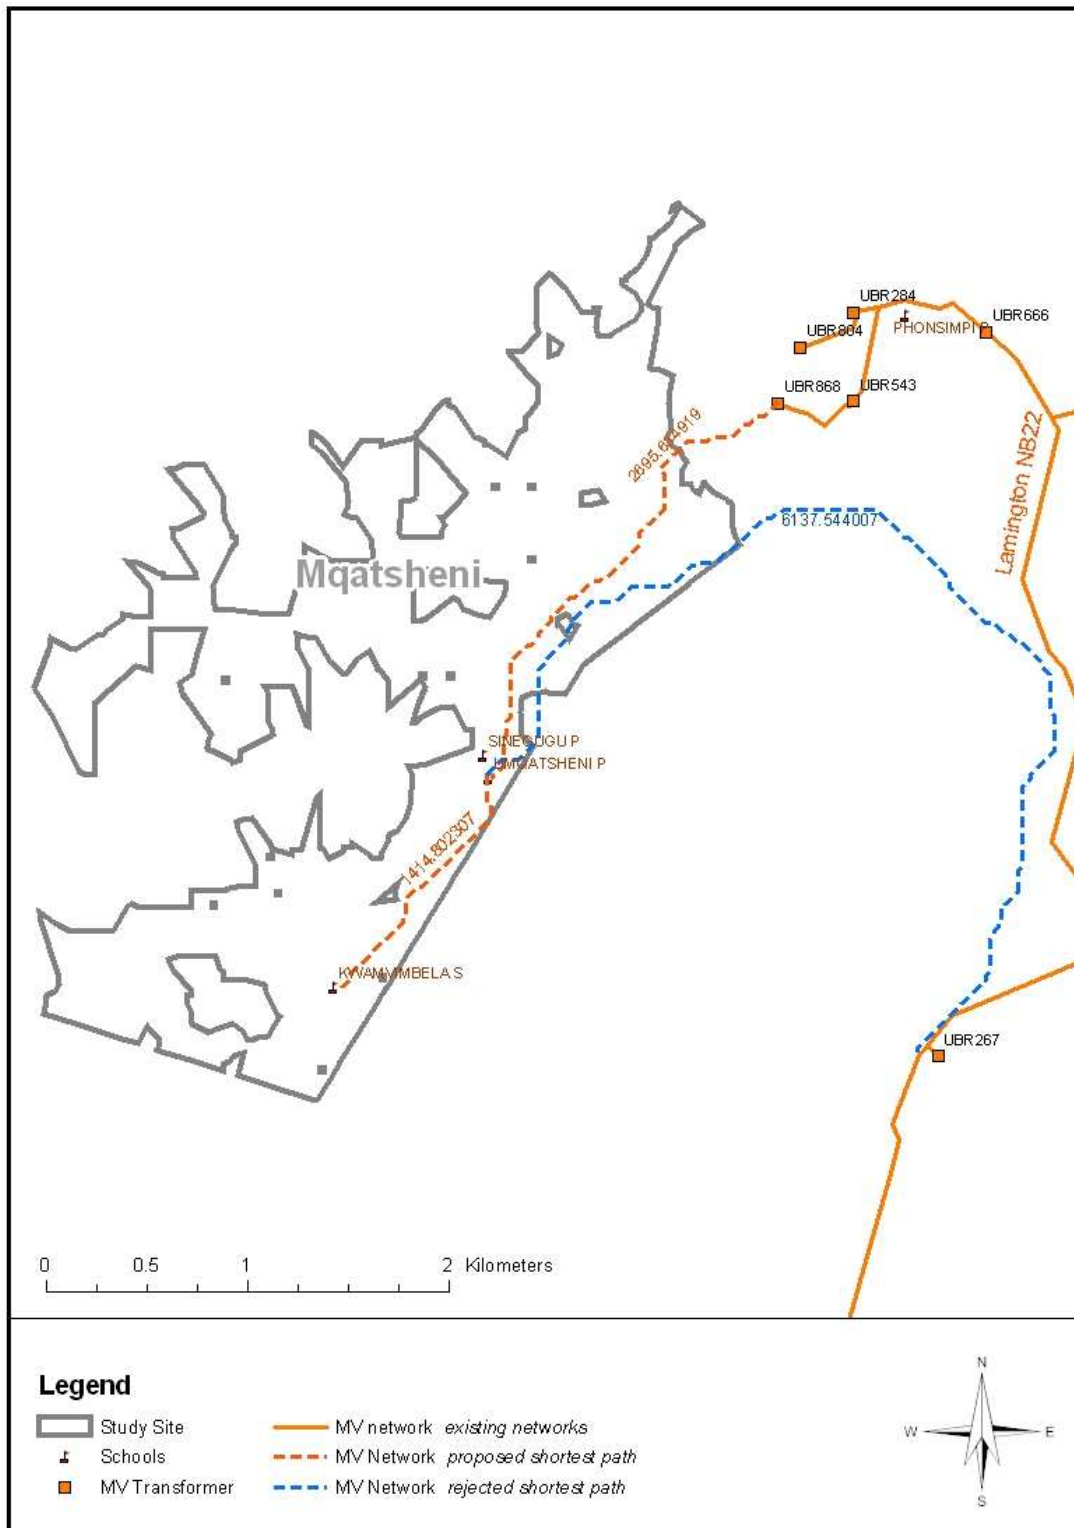 UBR284
PHONSIMPI P
UBR666
UBR804
UBR868
UBR543
Lamington NB22
6137.544007
Mqatsheni
SINEGUGU P
UMQATSHENI P
1414.802307
KWAMVIMBELA S
UBR267
0 0.5 1 2 Kilometers
Legend
Study Site
Schools
MV Transformer
MV network existing networks
MV Network proposed shortest path
MV Network rejected shortest path
N
W E
S